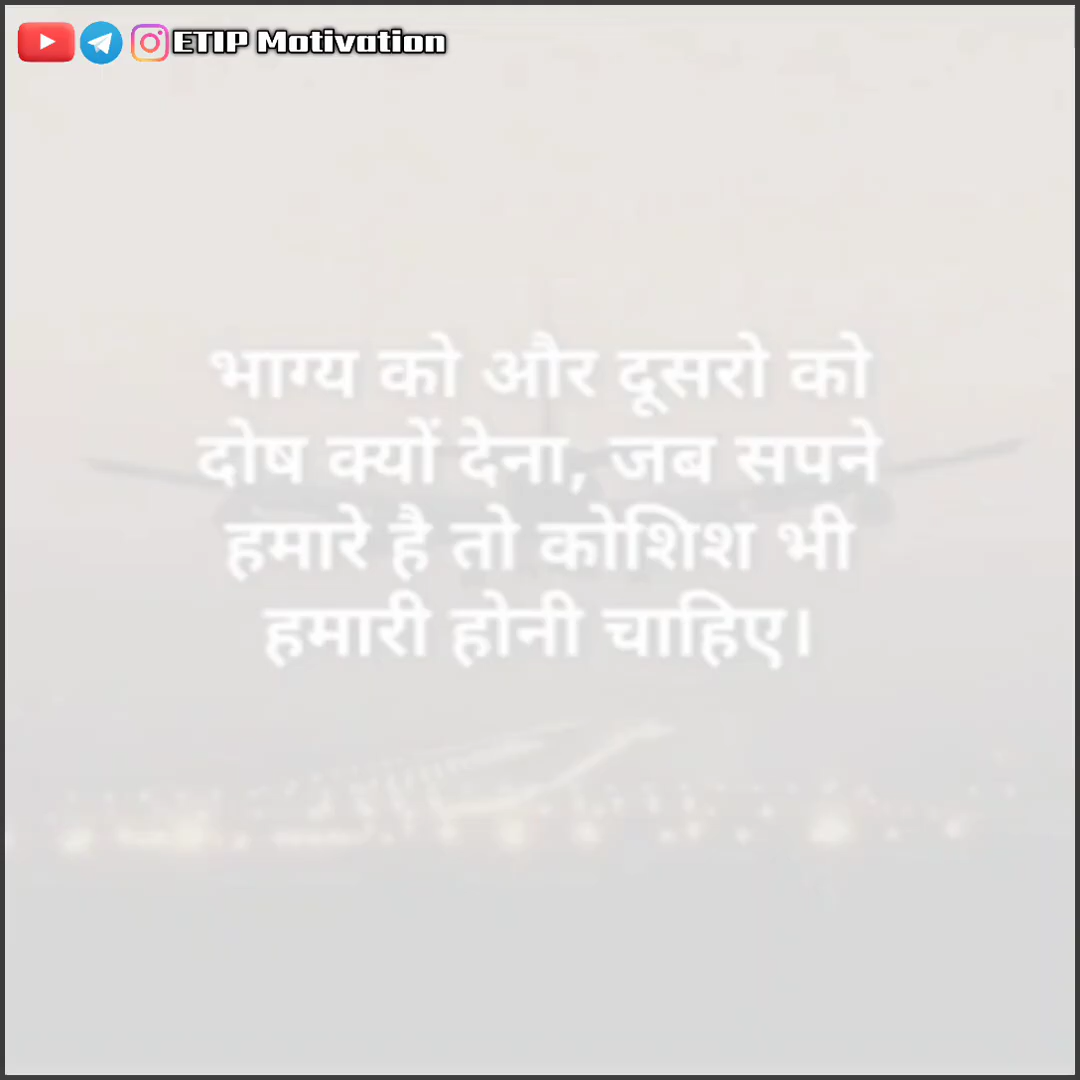 ETIP Motivation
भाग्य को और दूसरो को
दोष क्यों देना, जब सपने
हमारे है तो कोशिश भी
हमारी होनी चाहिए।